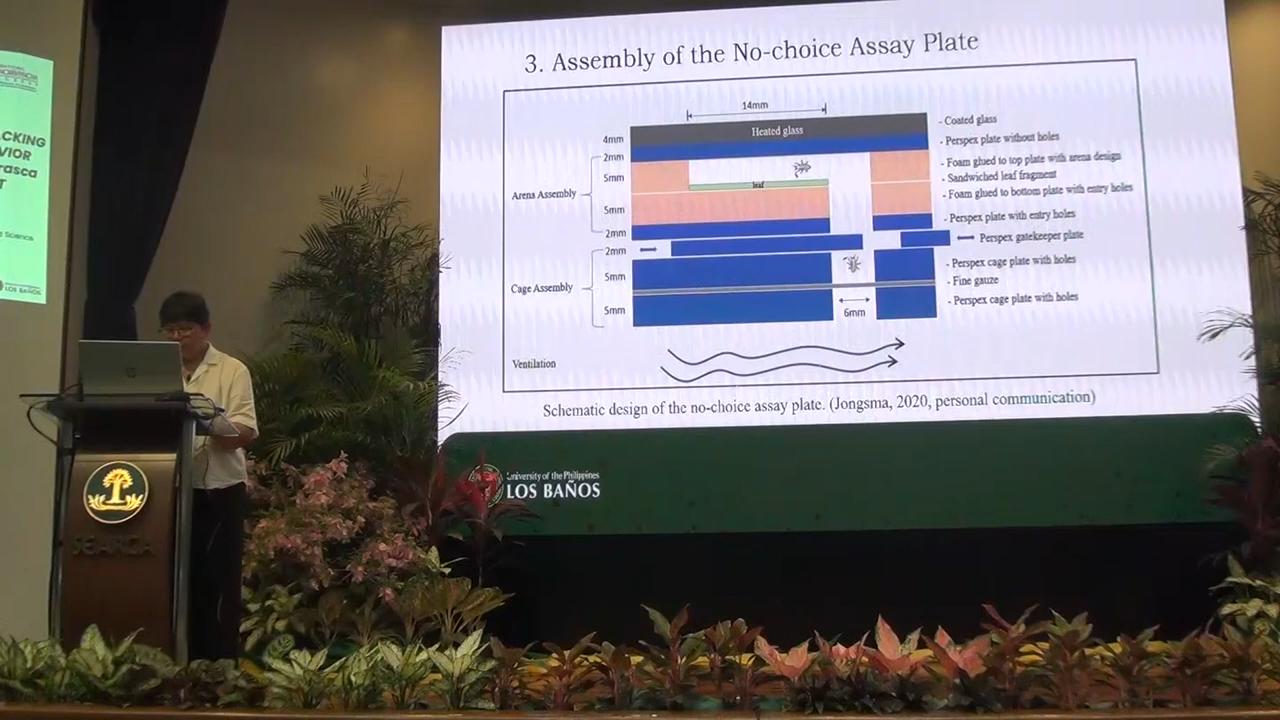 CKING
VIOR
rasca
T
Science
LOS BAÑOS
SEARCA
3. Assembly of the No-choice Assay Plate
14mm
Heated glass
4mm
2mm
5mm
leaf
Arena Assembly
5mm
2mm
2mm
5mm
Cage Assembly
5mm
6mm
Ventilation
- Coated glass
- Perspex plate without holes
- Foam glued to top plate with arena design
- Sandwiched leaf fragment
- Foam glued to bottom plate with entry holes
- Perspex plate with entry holes
Perspex gatekeeper plate
- Perspex cage plate with holes
- Fine gauze
- Perspex cage plate with holes
Schematic design of the no-choice assay plate. (Jongsma, 2020, personal communication)
University of the Philippines
LOS BAÑOS